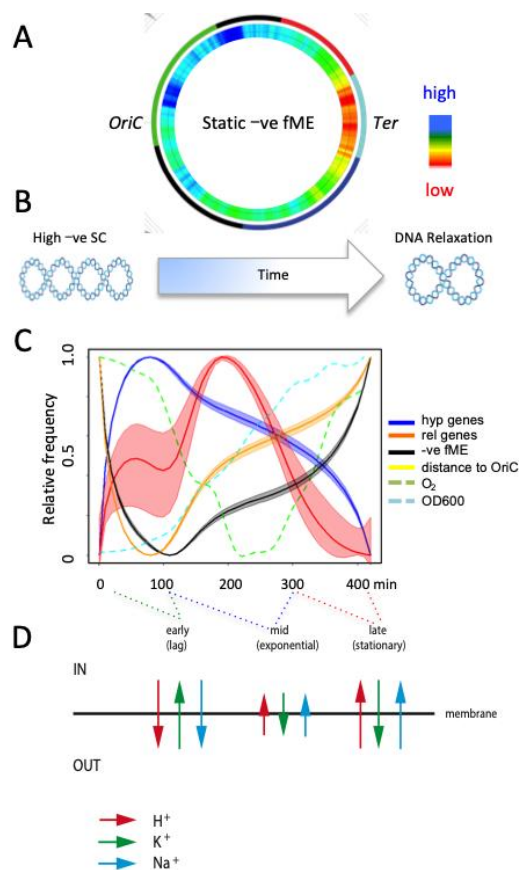 A
OriC
Static −ve fME
Ter
high
low
B
High −ve SC
Time
DNA Relaxation
C
Relative frequency
1.0
0.5
0
0
100
200
300
400 min
hyp genes
rel genes
-ve fME
distance to OriC
O2
OD600
early
(lag)
mid
(exponential)
late
(stationary)
D
IN
membrane
OUT
H+
K+
Na+